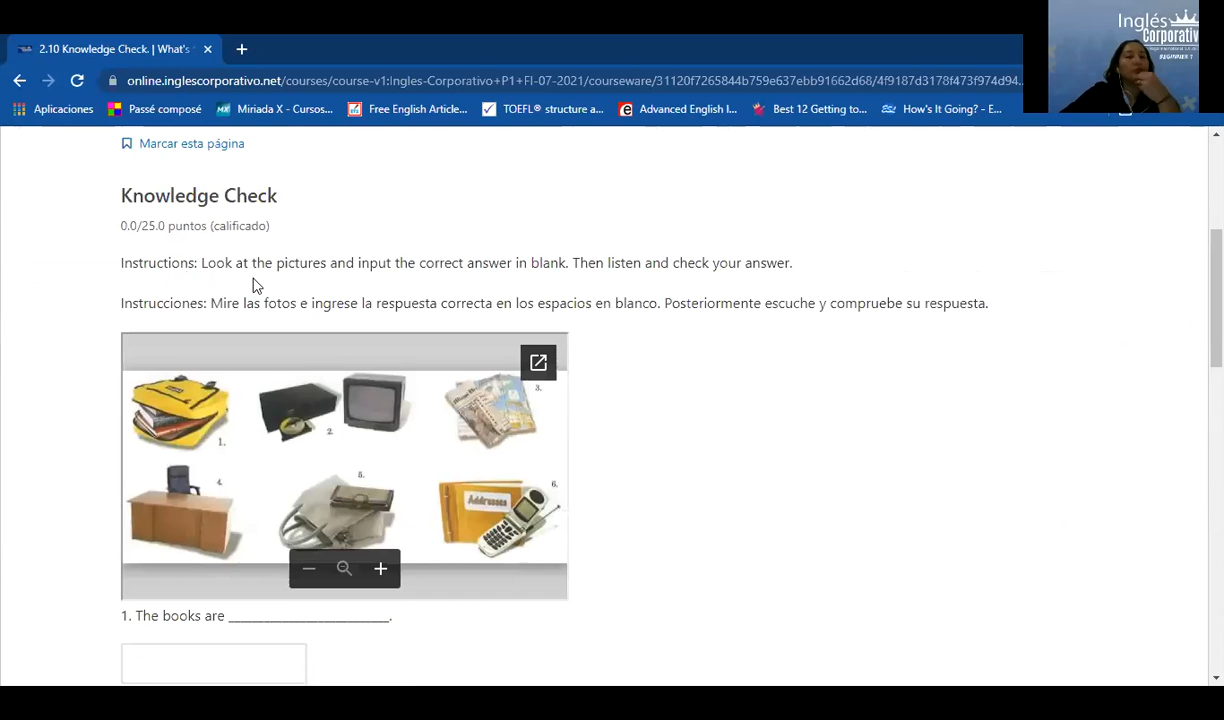 Inglés
Corporativo
BEGINNER 1
2.10 Knowledge Check. | What's
online.inglescorporativo.net/courses/course-v1:Ingles-Corporativo+P1+FI-07-2021/courseware/31120f7265844b759e637ebb91662d68/4f9187d3178f473f974d94...
Aplicaciones
Passé composé
Miriada X - Cursos...
Free English Article...
TOEFL® structure a...
Advanced English I...
Best 12 Getting to...
How's It Going? - E...
Marcar esta página
Knowledge Check
0.0/25.0 puntos (calificado)
Instructions: Look at the pictures and input the correct answer in blank. Then listen and check your answer.
Instrucciones: Mire las fotos e ingrese la respuesta correcta en los espacios en blanco. Posteriormente escuche y compruebe su respuesta.
1.
2.
3.
4.
5.
6.
Addresses
1. The books are _________________________.